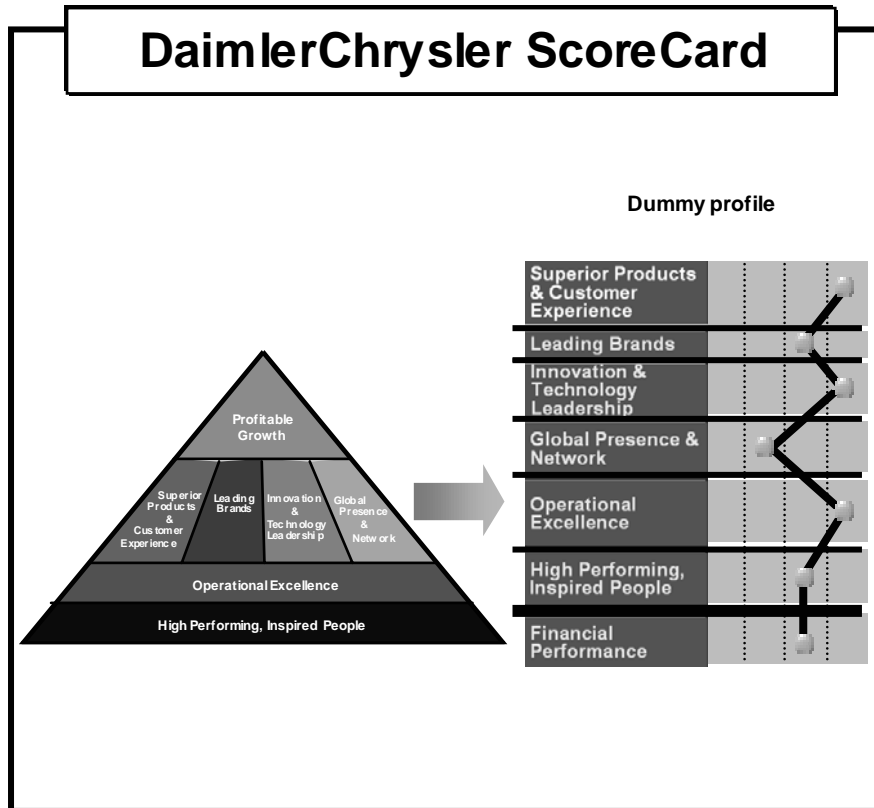 DaimlerChrysler ScoreCard
Dummy profile
Profitable
Growth
Superior
Products
&
Customer
Experience
Leading
Brands
Innovation
&
Technology
Leadership
Global
Presence
&
Network
Operational Excellence
High Performing, Inspired People
Superior Products
& Customer
Experience
Leading Brands
Innovation &
Technology
Leadership
Global Presence &
Network
Operational
Excellence
High Performing,
Inspired People
Financial
Performance